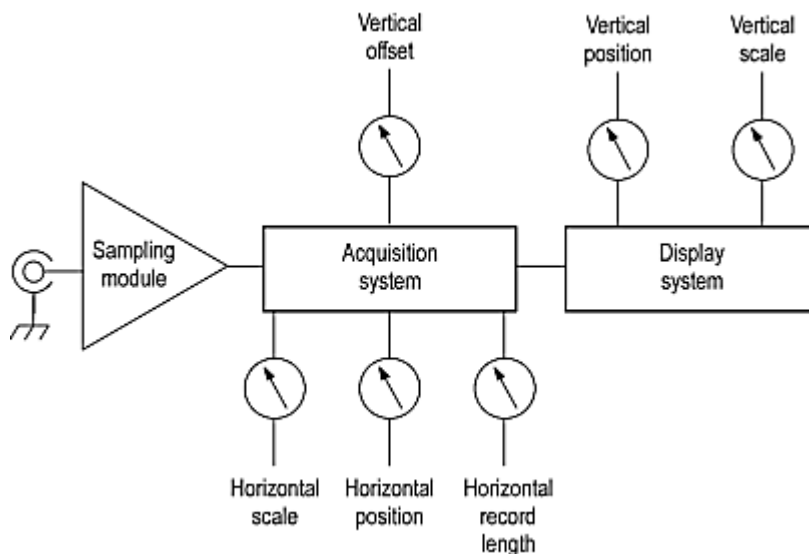 Vertical
offset
Vertical
position
Vertical
scale
Sampling
module
Acquisition
system
Display
system
Horizontal
scale
Horizontal
position
Horizontal
record
length